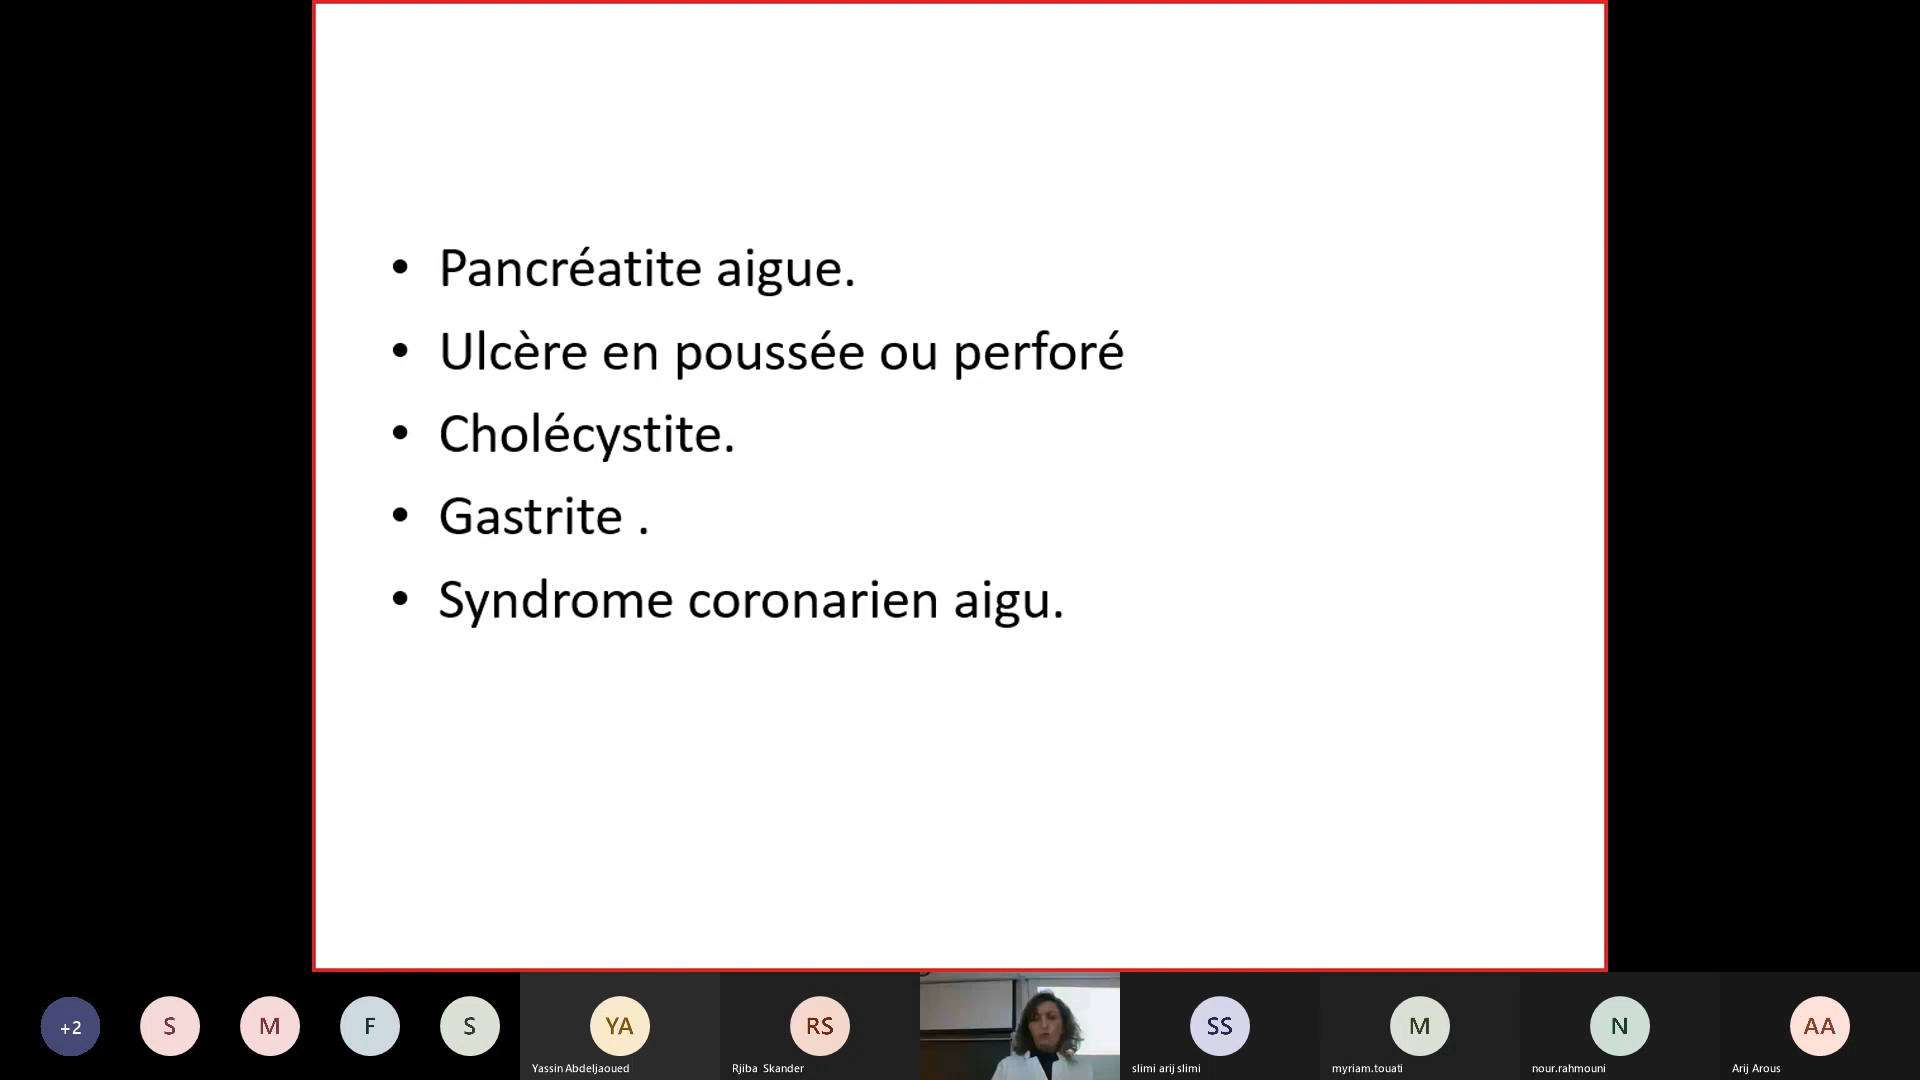 • Pancréatite aigue.
• Ulcère en poussée ou perforé
• Cholécystite.
• Gastrite .
• Syndrome coronarien aigu.
+2
S
M
F
S
YA
Yassin Abdeljaoued
RS
Rjiba Skander
SS
slimi arij slimi
M
myriam.touati
N
nour.rahmouni
AA
Arij Arous